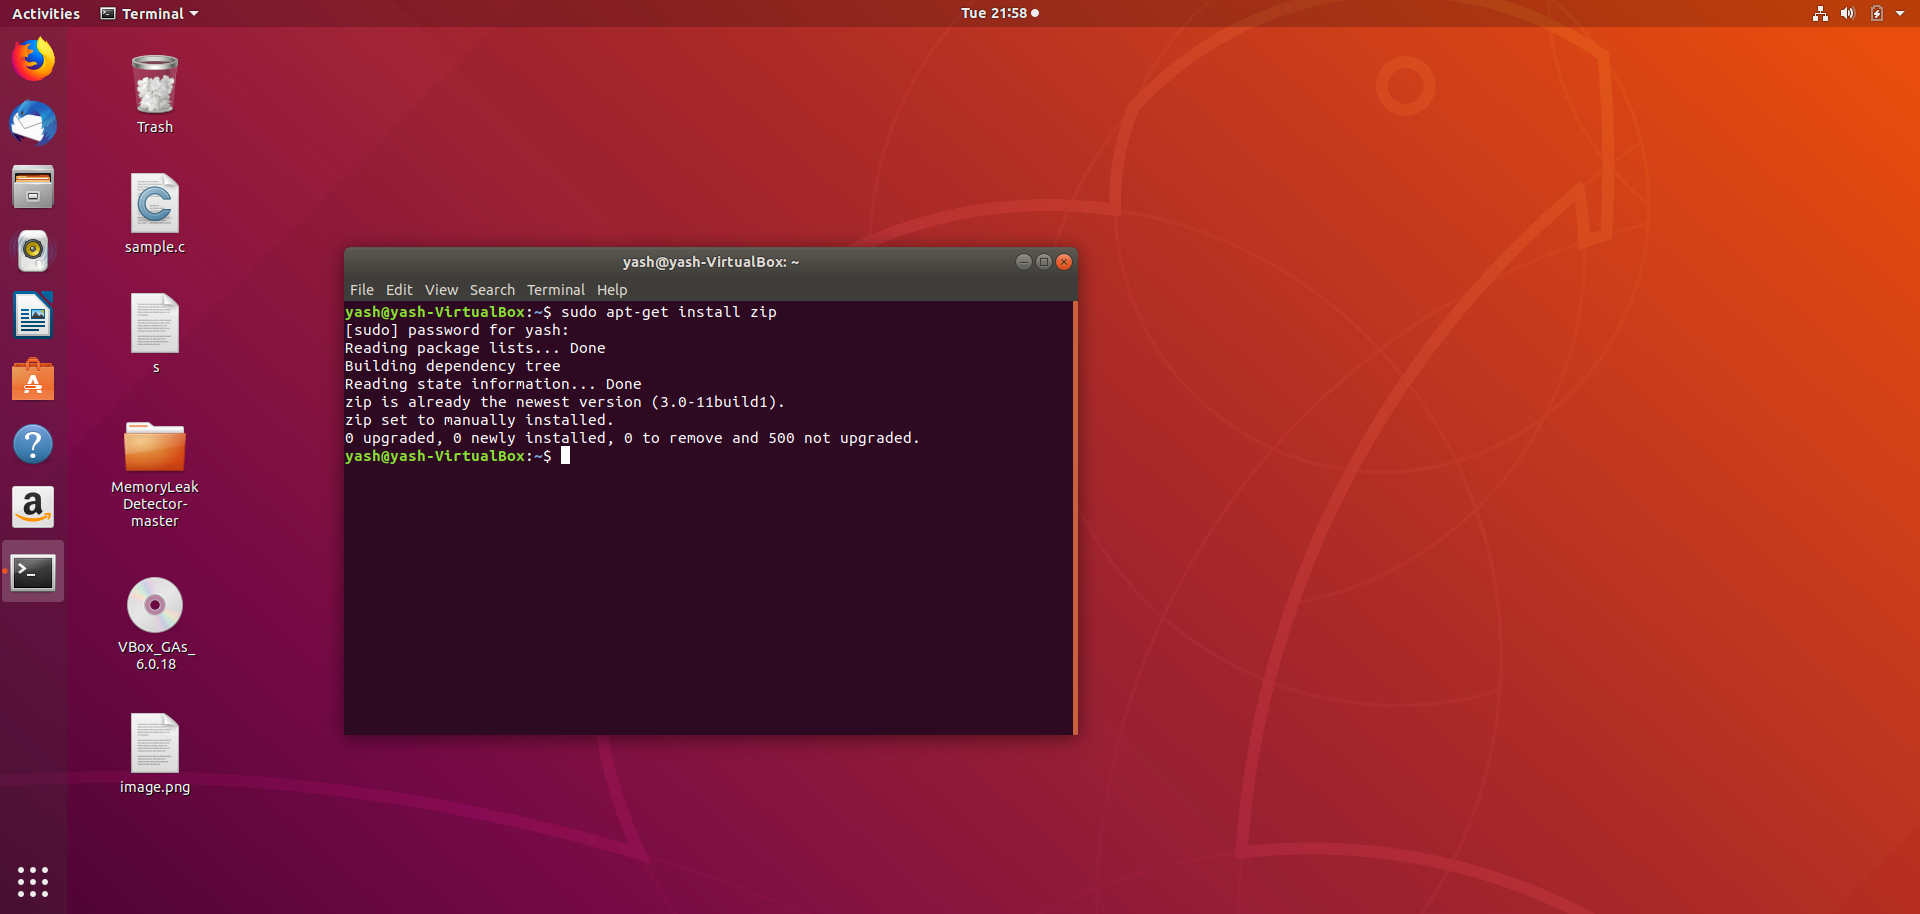 Activities Terminal Tue 21:58
Trash
sample.c
s
MemoryLeak
Detector-
master
VBox_GAs_
6.0.18
image.png
yash@yash-VirtualBox: ~
File Edit View Search Terminal Help
yash@yash-VirtualBox:~$ sudo apt-get install zip
[sudo] password for yash:
Reading package lists... Done
Building dependency tree
Reading state information... Done
zip is already the newest version (3.0-11build1).
zip set to manually installed.
0 upgraded, 0 newly installed, 0 to remove and 500 not upgraded.
yash@yash-VirtualBox:~$